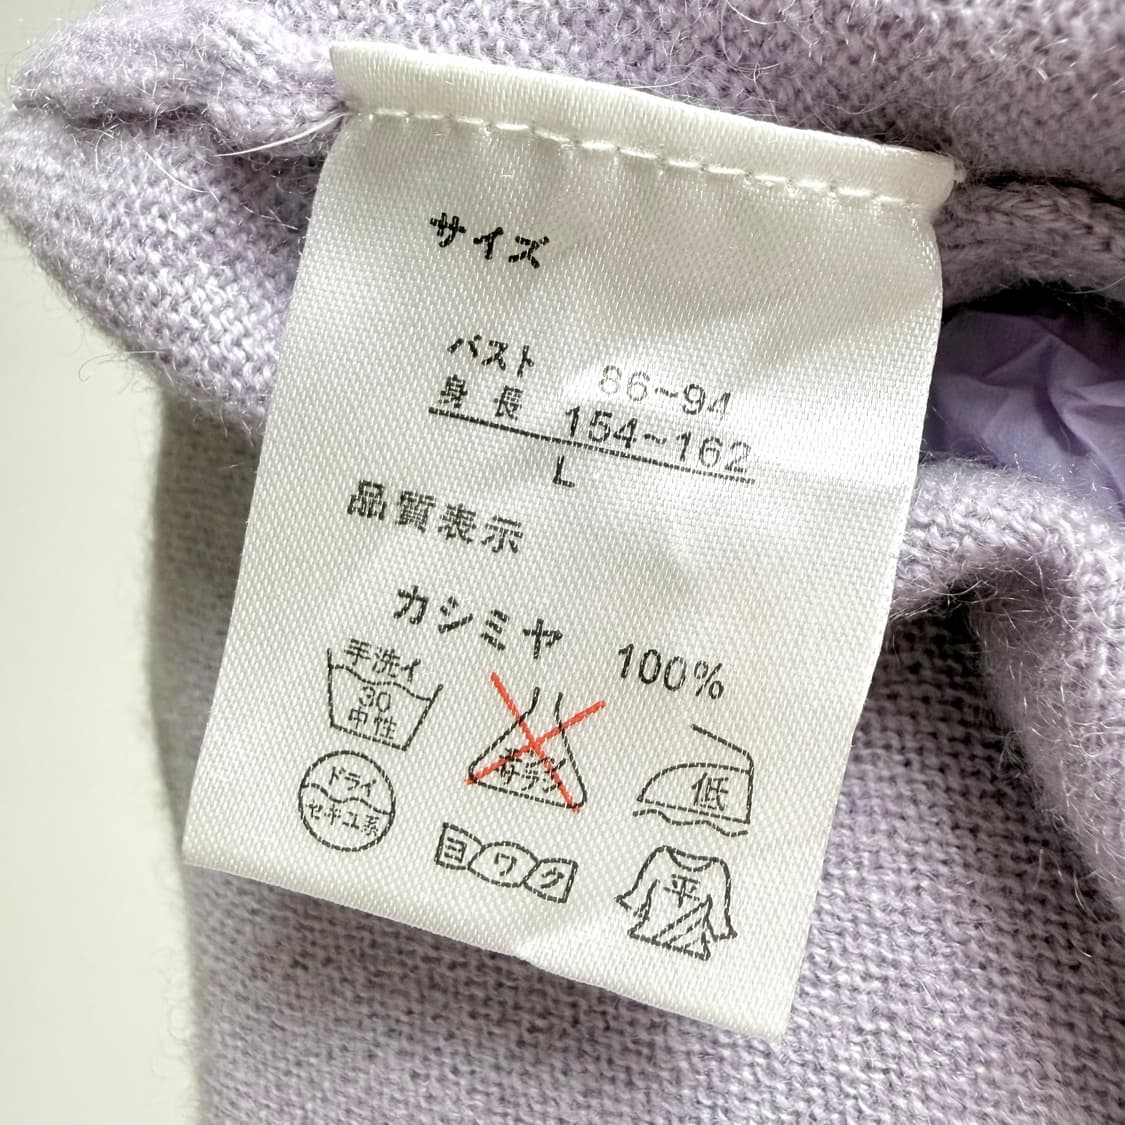 サイズ
バスト 86~94
身長 154~162
L
品質表示
カシミヤ 100%
手洗イ
30
中性
エンソ
サラシ
低
ドライ
セキユ系
ヨワク
平